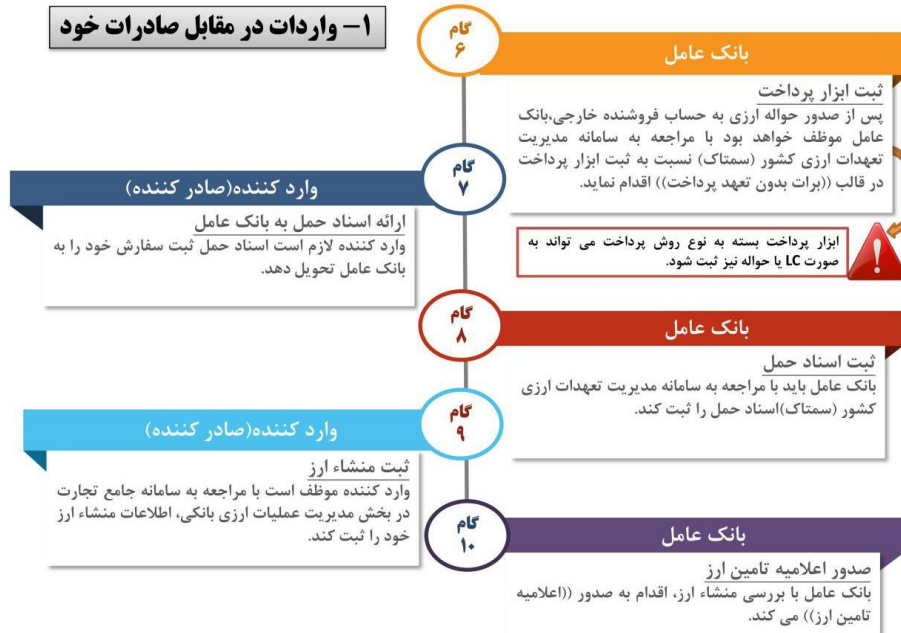 ۱- واردات در مقابل صادرات خود
گام
۶
بانک عامل
ثبت ابزار پرداخت
پس از صدور حواله ارزی به حساب فروشنده خارجی،بانک
عامل موظف خواهد بود با مراجعه به سامانه مدیریت
تعهدات ارزی کشور (سمتاک) نسبت به ثبت ابزار پرداخت
در قالب ((برات بدون تعهد پرداخت)) اقدام نماید.
ابزار پرداخت بسته به نوع روش پرداخت می تواند به
صورت LC یا حواله نیز ثبت شود.
گام
۷
وارد کننده(صادر کننده)
ارائه اسناد حمل به بانک عامل
وارد کننده لازم است اسناد حمل ثبت سفارش خود را به
بانک عامل تحویل دهد.
گام
۸
بانک عامل
ثبت اسناد حمل
بانک عامل باید با مراجعه به سامانه مدیریت تعهدات ارزی
کشور (سمتاک)اسناد حمل را ثبت کند.
گام
۹
وارد کننده(صادر کننده)
ثبت منشاء ارز
وارد کننده موظف است با مراجعه به سامانه جامع تجارت
در بخش مدیریت عملیات ارزی بانکی، اطلاعات منشاء ارز
خود را ثبت کند.
گام
۱۰
بانک عامل
صدور اعلامیه تامین ارز
بانک عامل با بررسی منشاء ارز، اقدام به صدور ((اعلامیه
تامین ارز)) می کند.